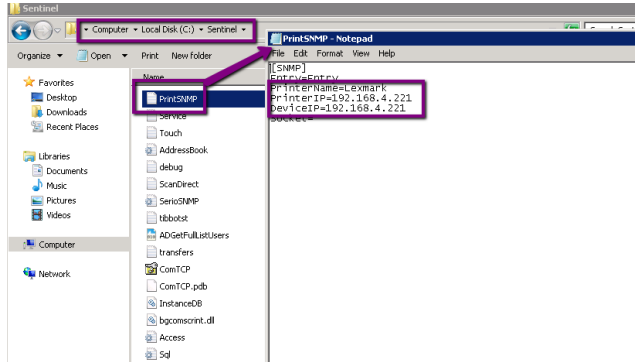 Sentinel
Computer Local Disk (C:) Sentinel
Organize Open Print New folder
Favorites
Desktop
Downloads
Recent Places
Libraries
Documents
Music
Pictures
Videos
Computer
Network
Name
PrintSNMP
Service
Touch
AddressBook
debug
ScanDirect
SerioSNMP
tibbotst
ADGetFullListUsers
transfers
ComTCP
ComTCP.pdb
InstanceDB
bgcomscript.dll
Access
Sql
PrintSNMP - Notepad
File Edit Format View Help
[SNMP]
Entry=Entry
PrinterName=Lexmark
PrinterIP=192.168.4.221
DeviceIP=192.168.4.221
Socket=